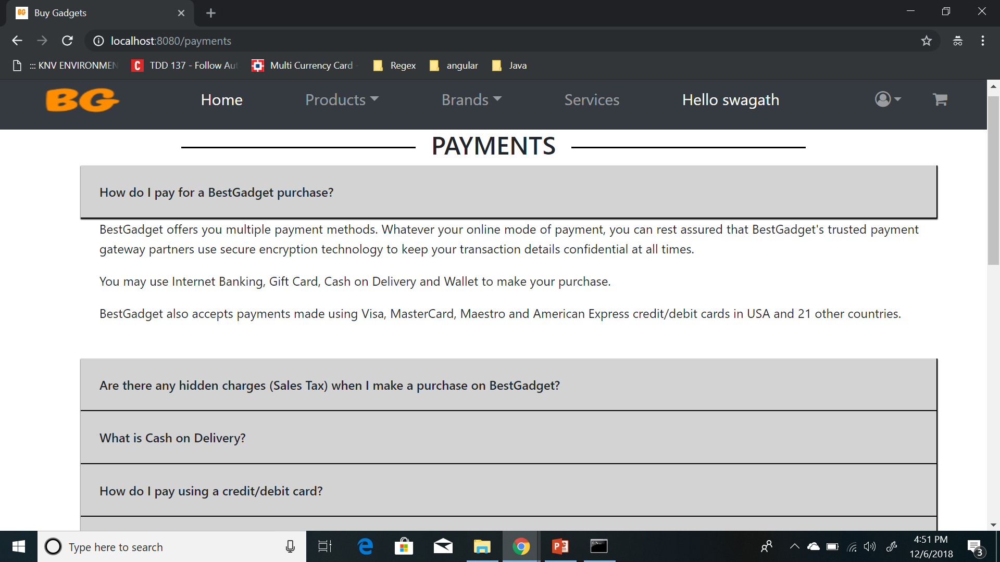 BG Buy Gadgets
localhost:8080/payments
::: KNV ENVIRONMEN
C TDD 137 - Follow Aut
Multi Currency Card -
Regex
angular
Java
BG
Home
Products
Brands
Services
Hello swagath
PAYMENTS
How do I pay for a BestGadget purchase?
BestGadget offers you multiple payment methods. Whatever your online mode of payment, you can rest assured that BestGadget's trusted payment
gateway partners use secure encryption technology to keep your transaction details confidential at all times.
You may use Internet Banking, Gift Card, Cash on Delivery and Wallet to make your purchase.
BestGadget also accepts payments made using Visa, MasterCard, Maestro and American Express credit/debit cards in USA and 21 other countries.
Are there any hidden charges (Sales Tax) when I make a purchase on BestGadget?
What is Cash on Delivery?
How do I pay using a credit/debit card?
Type here to search
4:51 PM
12/6/2018
3